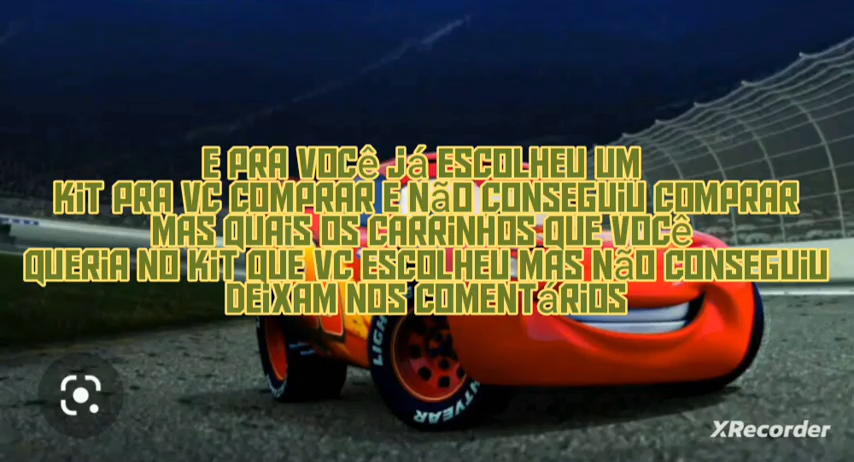 E PRA VOCÊ JÁ ESCOLHEU UM
KIT PRA VC COMPRAR E NÃO CONSEGUIU COMPRAR
MAS QUAIS OS CARRINHOS QUE VOCÊ
QUERIA NO KIT QUE VC ESCOLHEU MAS NÃO CONSEGUIU
DEIXAM NOS COMENTÁRIOS
XRecorder